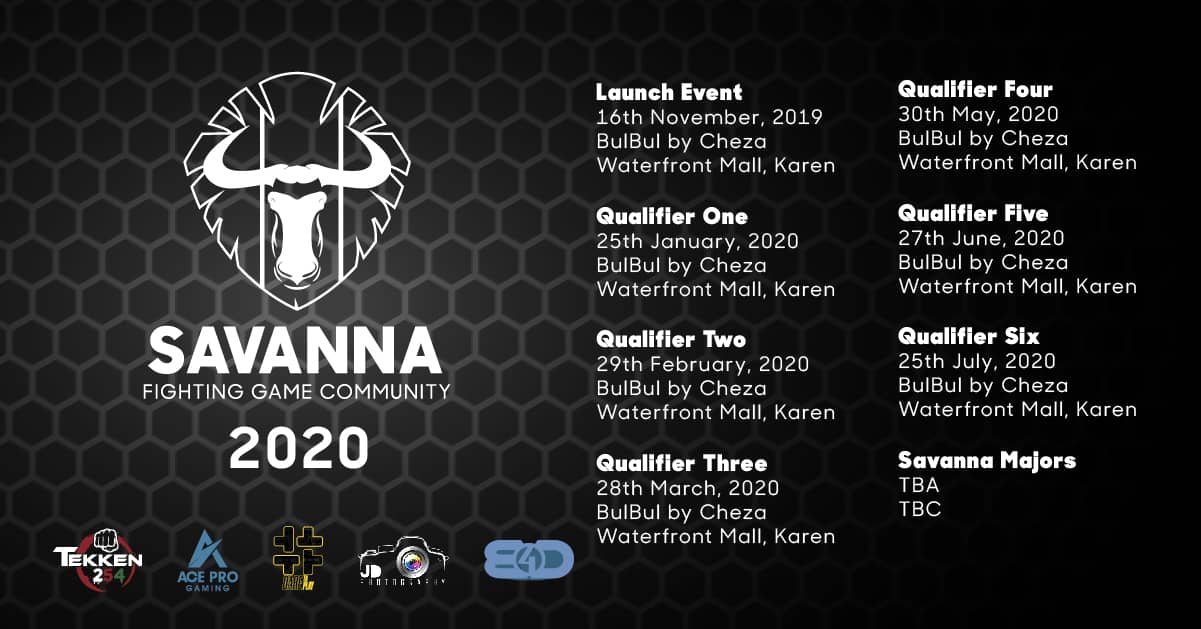 SAVANNA
FIGHTING GAME COMMUNITY
2020
Launch Event
16th November, 2019
BulBul by Cheza
Waterfront Mall, Karen
Qualifier One
25th January, 2020
BulBul by Cheza
Waterfront Mall, Karen
Qualifier Two
29th February, 2020
BulBul by Cheza
Waterfront Mall, Karen
Qualifier Three
28th March, 2020
BulBul by Cheza
Waterfront Mall, Karen
Qualifier Four
30th May, 2020
BulBul by Cheza
Waterfront Mall, Karen
Qualifier Five
27th June, 2020
BulBul by Cheza
Waterfront Mall, Karen
Qualifier Six
25th July, 2020
BulBul by Cheza
Waterfront Mall, Karen
Savanna Majors
TBA
TBC
TEKKEN
254
ACE PRO
GAMING
JD
PHOTOGRAPHY